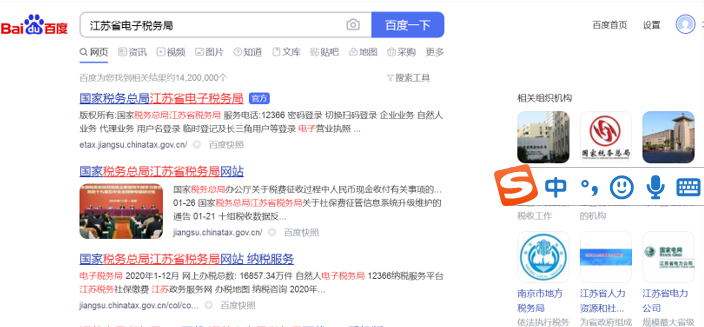 Bai du 百度
江苏省电子税务局
百度一下
百度首页 设置
网页 资讯 视频 图片 知道 文库 贴吧 地图 采购 更多
百度为您找到相关结果约14,200,000个
搜索工具
国家税务总局江苏省电子税务局 官方
版权所有:国家税务总局江苏省税务局 服务电话:12366 密码登录 切换扫码登录 企业业务 自然人
业务 代理业务 用户名登录 临时登记及长三角用户等登录 电子营业执照 ...
etax.jiangsu.chinatax.gov.cn/ 百度快照
国家税务总局江苏省税务局网站
国家税务总局办公厅关于税费征收过程中人民币现金收付有关事项的...
01-26 国家税务总局江苏省税务局关于社保费征管信息系统升级维护的
通告 01-21 十组税收数据反...
jiangsu.chinatax.gov.cn/ 百度快照
国家税务总局江苏省税务局网站 纳税服务
电子税务局 2020年1-12月 网上办税总数: 16857.34万件 自然人电子税务局 12366纳税服务平台
江苏税务社保缴费 江苏政务服务网 办税地图 纳税咨询 2020年...
jiangsu.chinatax.gov.cn/col/co... 百度快照
相关组织机构
国家税务总局
S 中
税收工作 的机构
国家电网
江苏省电力公司
南京市地方 江苏省人力 江苏省电力
税务局 资源和社... 公司
依法执行税务 为省政府组成 规模最大省级